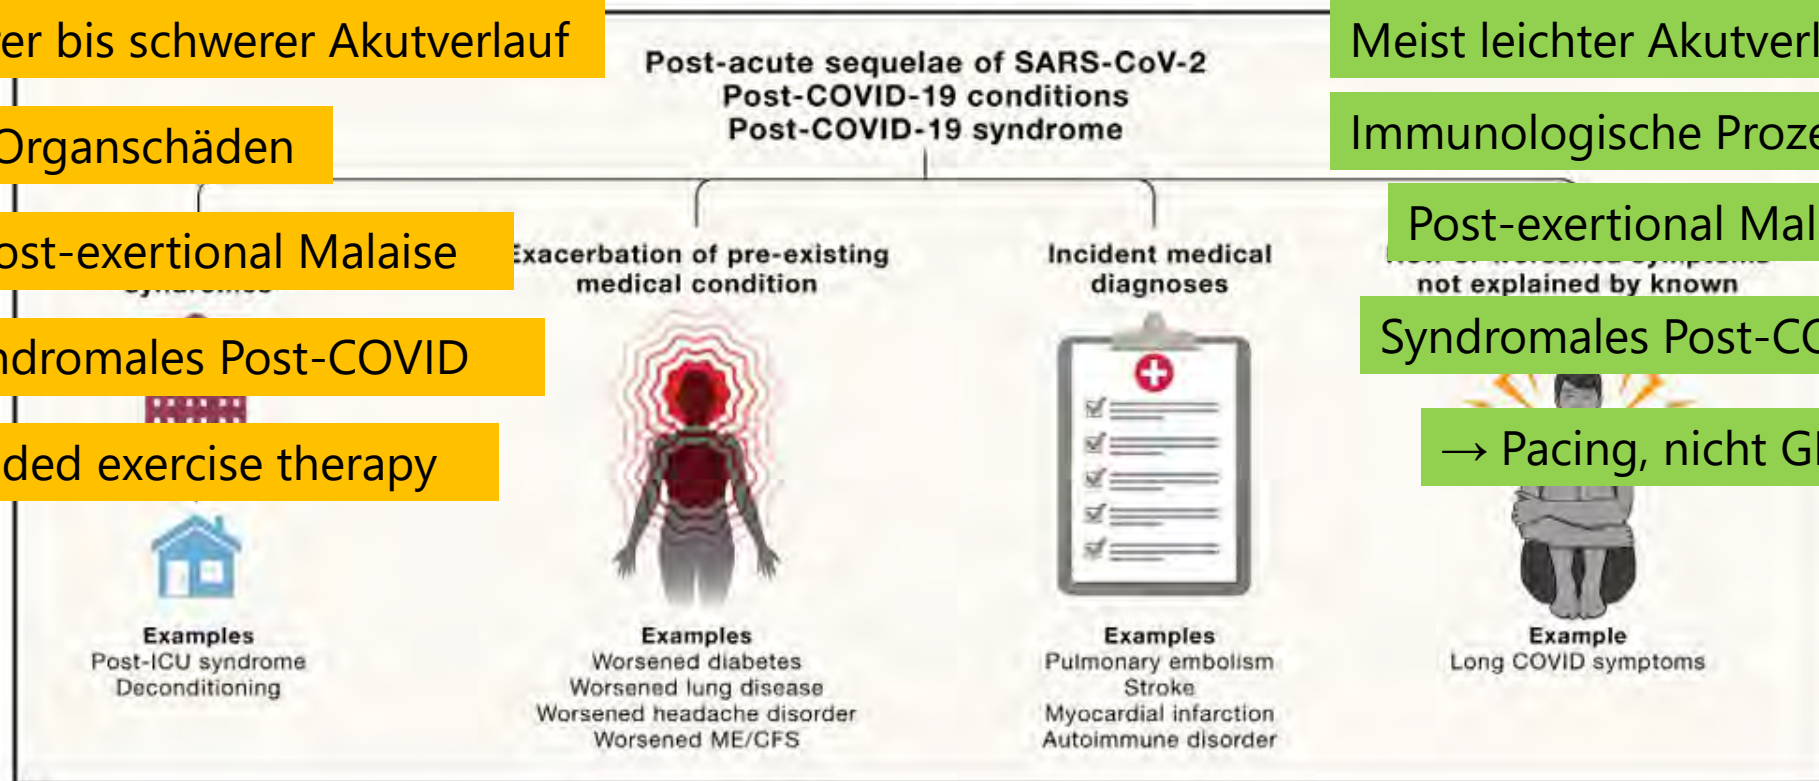 er bis schwerer Akutverlauf
Organschäden
ost-exertional Malaise
ndromales Post-COVID
ded exercise therapy
Post-acute sequelae of SARS-CoV-2
Post-COVID-19 conditions
Post-COVID-19 syndrome
Meist leichter Akutverl
Immunologische Proze
Post-exertional Mal
Syndromales Post-CO
→ Pacing, nicht G
Exacerbation of pre-existing
medical condition
Incident medical
diagnoses
not explained by known
Examples
Post-ICU syndrome
Deconditioning
Examples
Worsened diabetes
Worsened lung disease
Worsened headache disorder
Worsened ME/CFS
Examples
Pulmonary embolism
Stroke
Myocardial infarction
Autoimmune disorder
Example
Long COVID symptoms